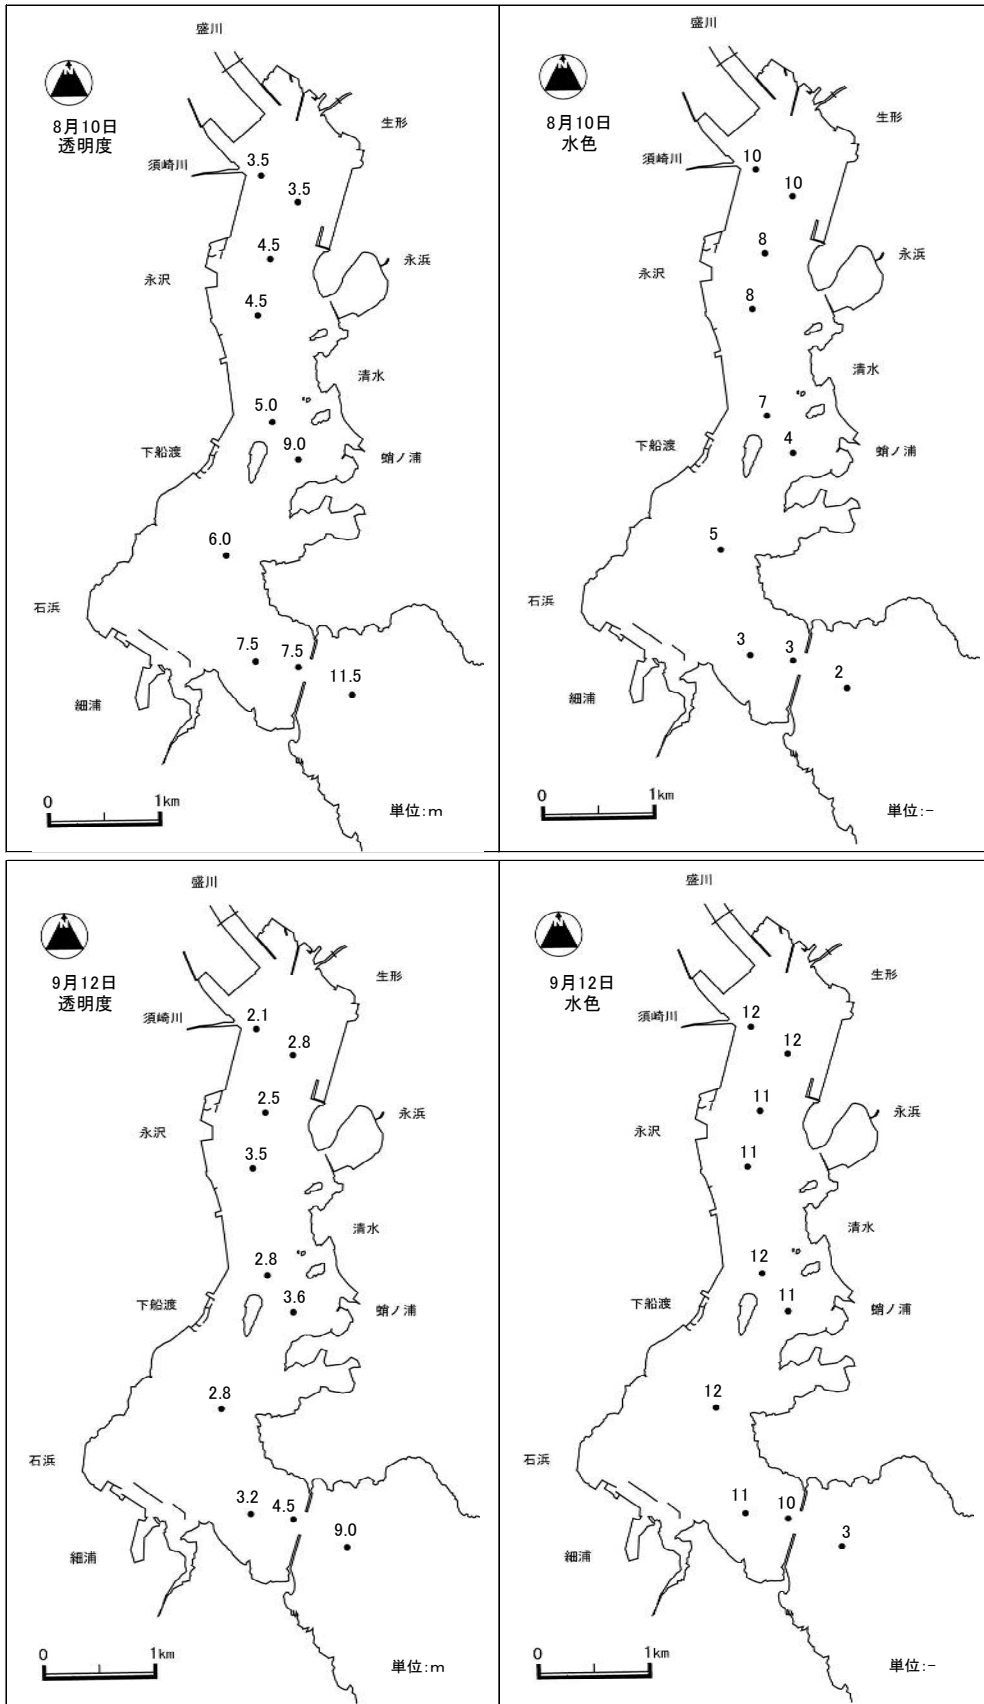 盛川
N
8月10日
透明度
生形
須崎川
3.5
3.5
4.5
永浜
永沢
4.5
清水
5.0
下船渡
9.0
蛸ノ浦
6.0
石浜
7.5
7.5
11.5
細浦
0
1km
単位:m
盛川
N
8月10日
水色
生形
須崎川
10
10
8
永浜
永沢
8
清水
7
下船渡
4
蛸ノ浦
5
石浜
3
3
2
細浦
0
1km
単位:-
盛川
N
9月12日
透明度
生形
須崎川
2.1
2.8
2.5
永浜
永沢
3.5
清水
2.8
下船渡
3.6
蛸ノ浦
2.8
石浜
3.2
4.5
9.0
細浦
0
1km
単位:m
盛川
N
9月12日
水色
生形
須崎川
12
12
11
永浜
永沢
11
清水
12
下船渡
11
蛸ノ浦
12
石浜
11
10
3
細浦
0
1km
単位:-